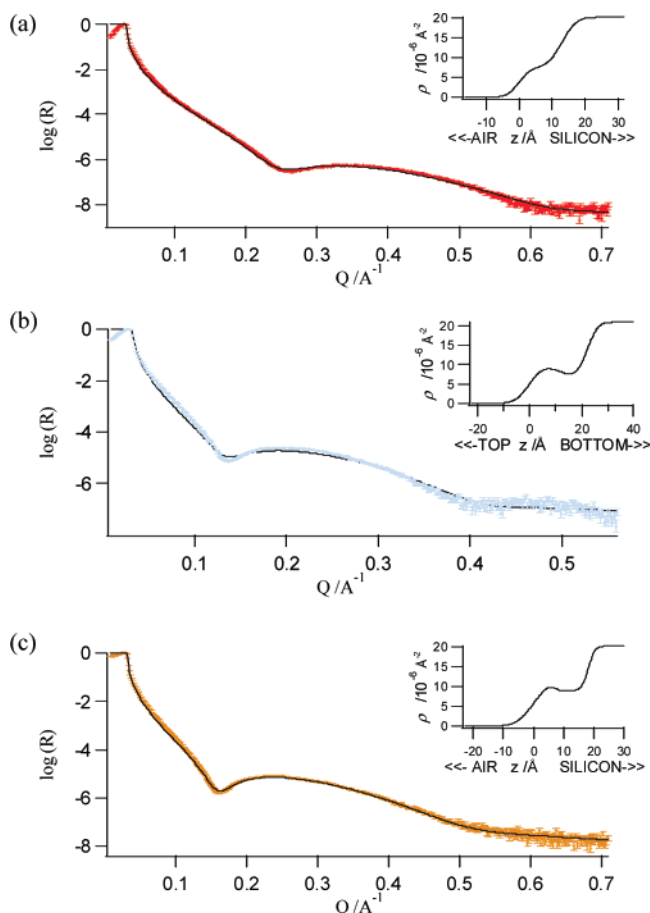 (a)
0
-2
-4
-6
-8
log(R)
0.1 0.2 0.3 0.4 0.5 0.6 0.7
Q /A⁻¹
20
15
10
5
0
ρ /10⁻⁶ Å⁻²
-10 0 10 20 30
<<-AIR z /Å SILICON->>
(b)
0
-2
-4
-6
log(R)
0.1 0.2 0.3 0.4 0.5
Q /A⁻¹
20
15
10
5
0
ρ /10⁻⁶ Å⁻²
-20 0 20 40
<<-TOP z /Å BOTTOM->>
(c)
0
-2
-4
-6
-8
log(R)
0.1 0.2 0.3 0.4 0.5 0.6 0.7
Q /A⁻¹
20
15
10
5
0
ρ /10⁻⁶ Å⁻²
-20 -10 0 10 20 30
<<- AIR z /Å SILICON->>